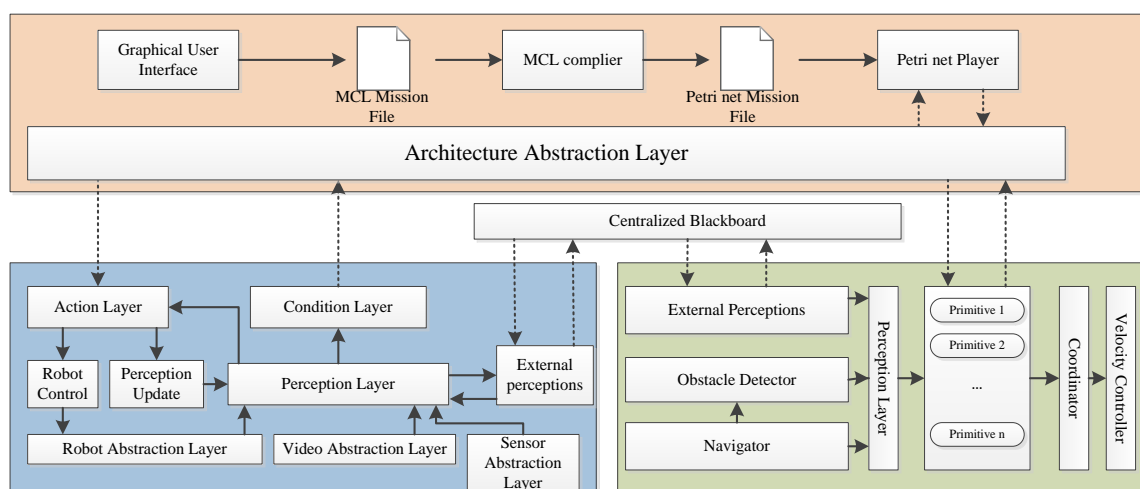 Graphical User
Interface
MCL Mission
File
MCL complier
Petri net Mission
File
Petri net Player
Architecture Abstraction Layer
Centralized Blackboard
Action Layer
Condition Layer
Robot
Control
Perception
Update
Perception Layer
External
perceptions
Robot Abstraction Layer
Video Abstraction Layer
Sensor
Abstraction
Layer
External Perceptions
Obstacle Detector
Navigator
Perception Layer
Primitive 1
Primitive 2
...
Primitive n
Coordinator
Velocity Controller